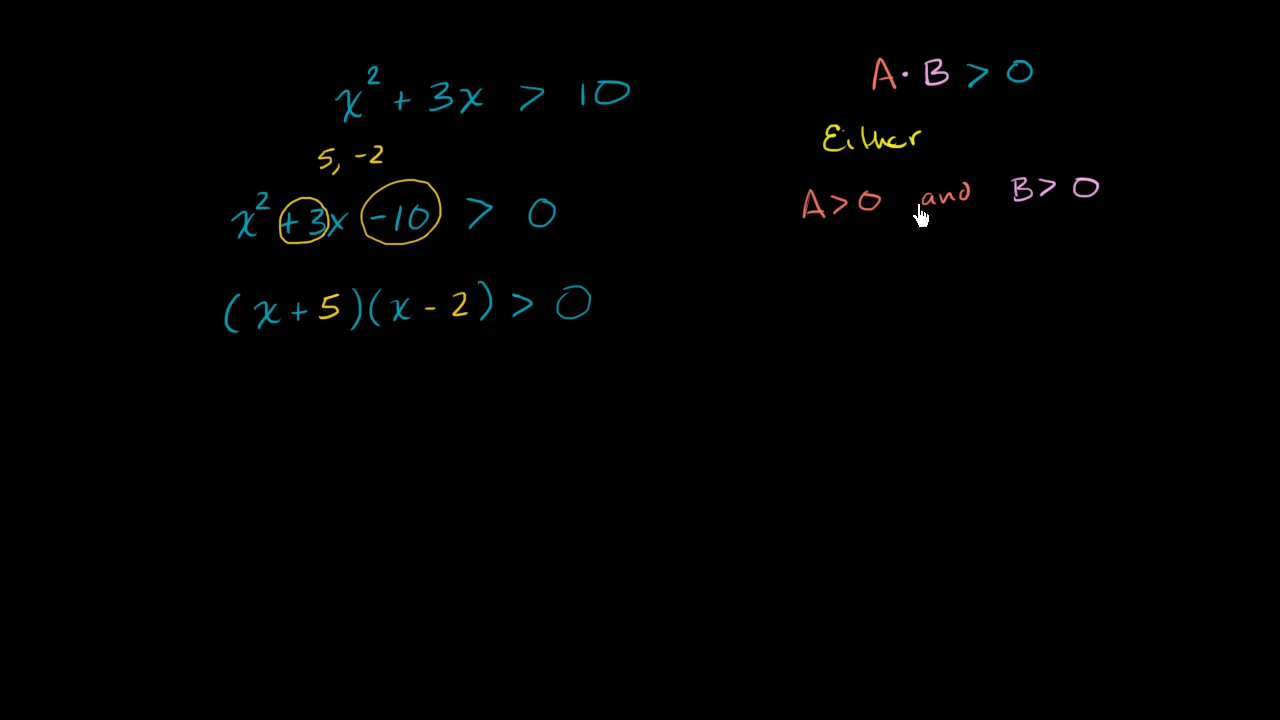 x² + 3x > 10
5, -2
x² +3x -10 > 0
(x + 5)(x - 2) > 0
A · B > 0
Either
A > 0 and B > 0